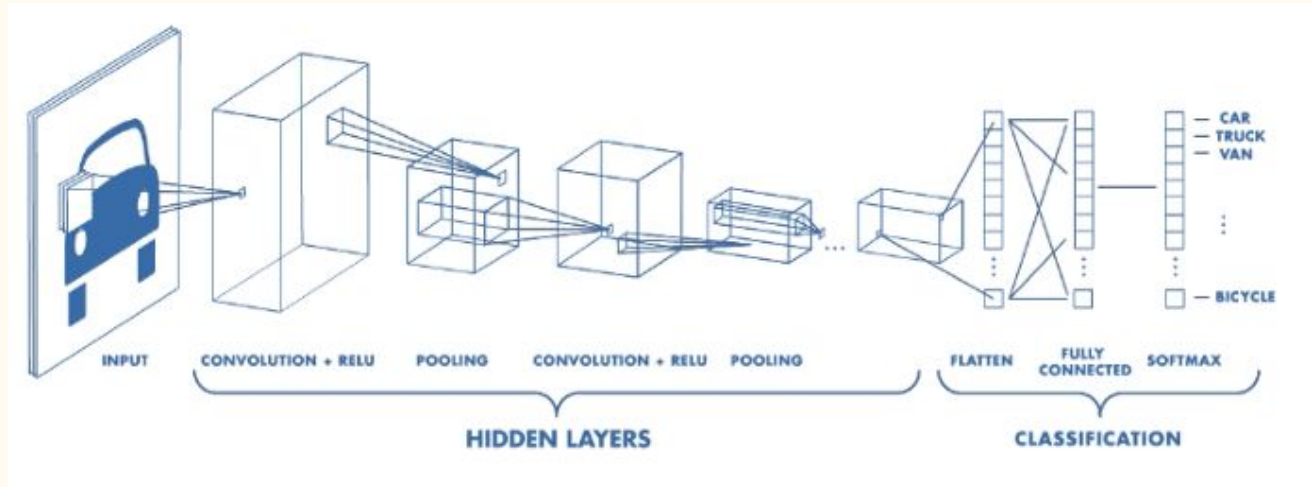 CAR
TRUCK
VAN
BICYCLE
INPUT
CONVOLUTION + RELU
POOLING
CONVOLUTION + RELU
POOLING
FLATTEN
FULLY
CONNECTED
SOFTMAX
HIDDEN LAYERS
CLASSIFICATION